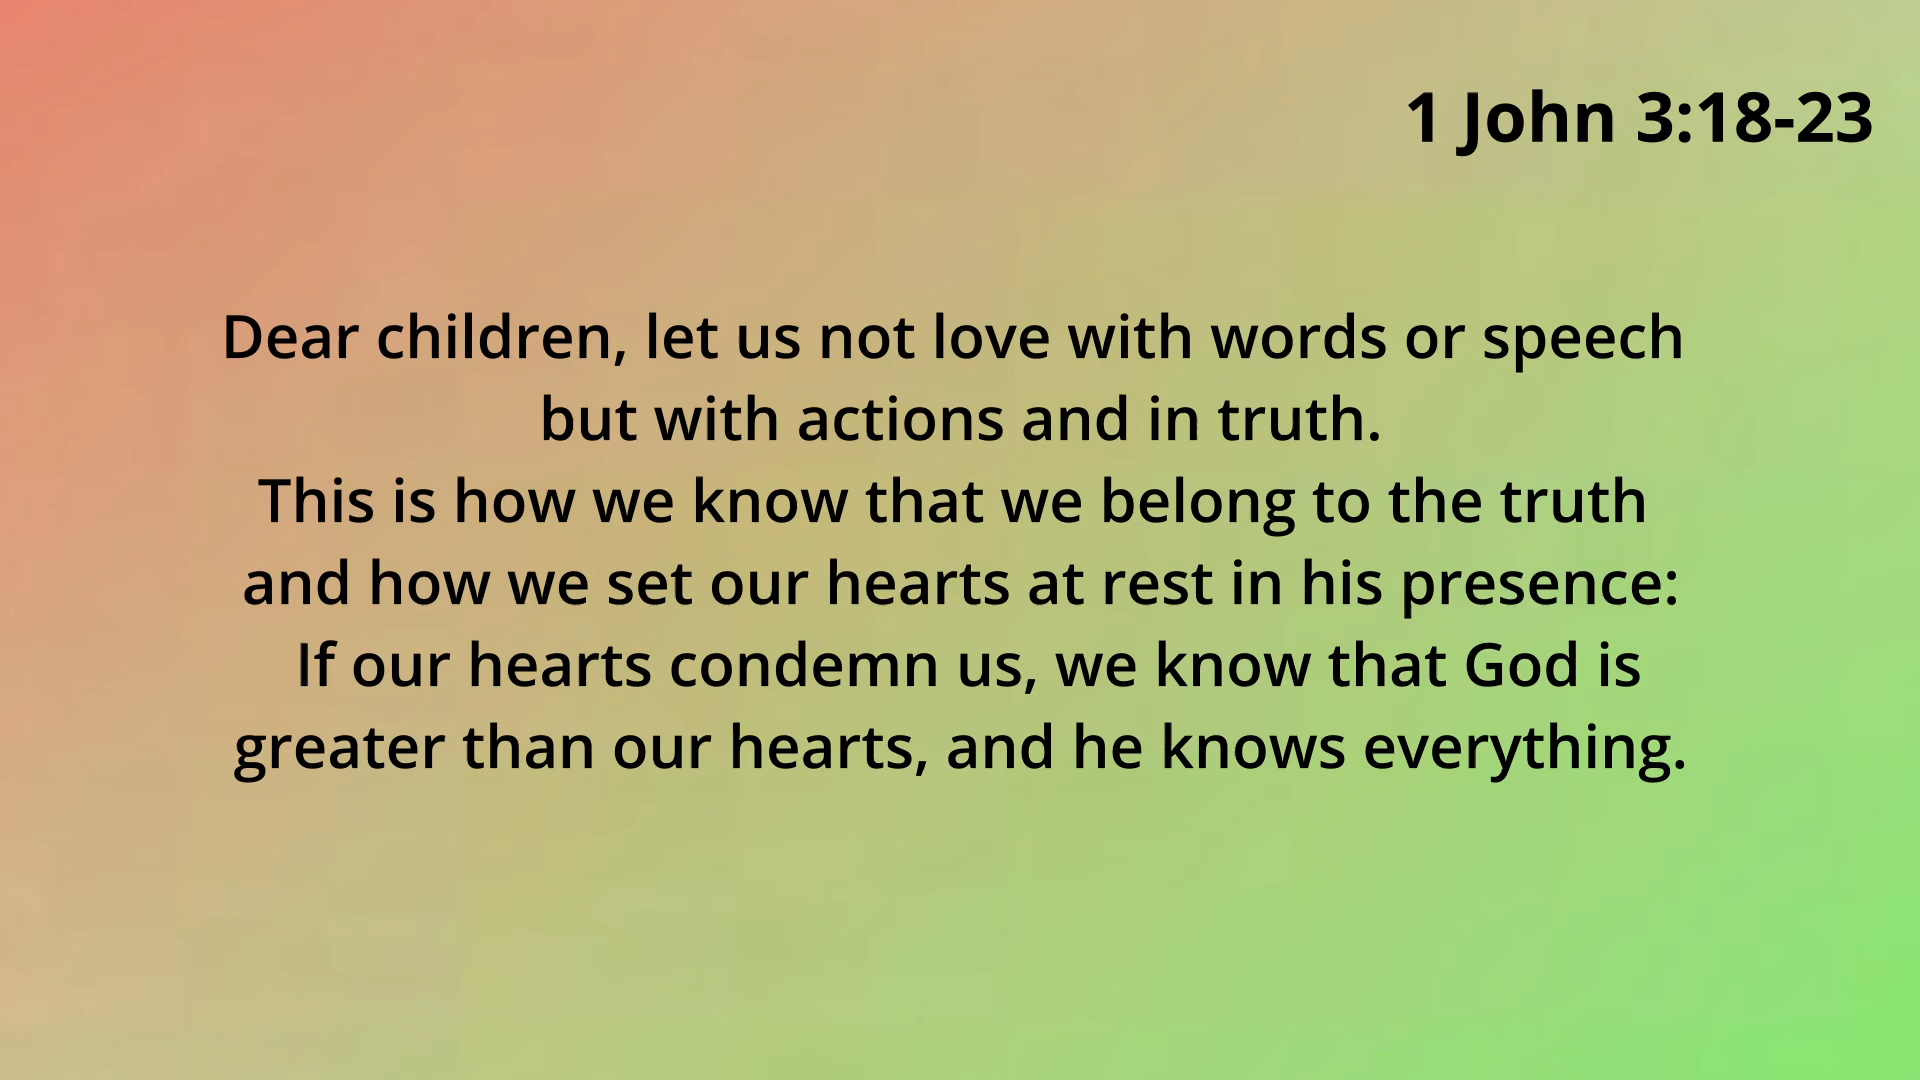 1 John 3:18-23
Dear children, let us not love with words or speech
but with actions and in truth.
This is how we know that we belong to the truth
and how we set our hearts at rest in his presence:
If our hearts condemn us, we know that God is
greater than our hearts, and he knows everything.